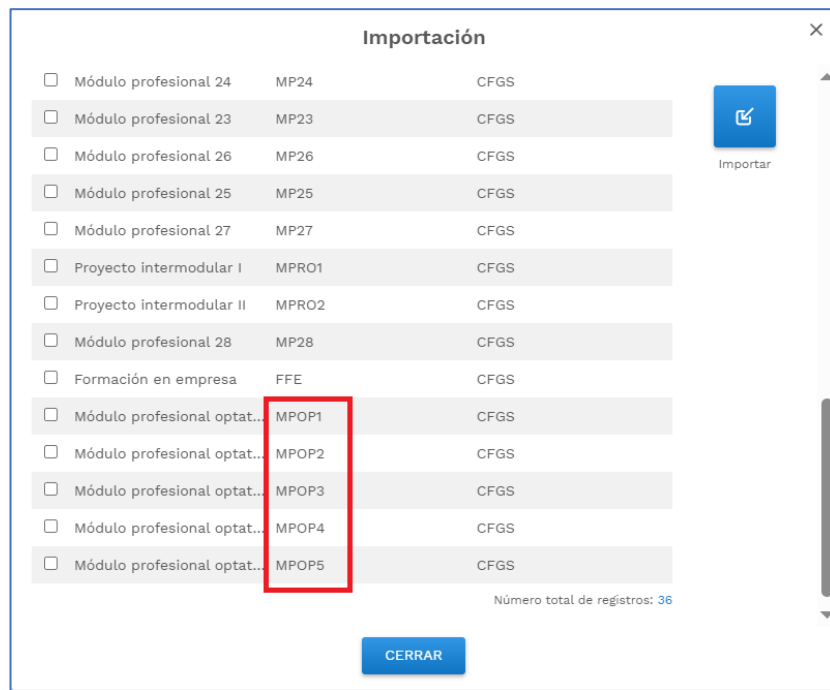 Importación
Módulo profesional 24 MP24 CFGS
Módulo profesional 23 MP23 CFGS
Importar
Módulo profesional 26 MP26 CFGS
Módulo profesional 25 MP25 CFGS
Módulo profesional 27 MP27 CFGS
Proyecto intermodular I MPRO1 CFGS
Proyecto intermodular II MPRO2 CFGS
Módulo profesional 28 MP28 CFGS
Formación en empresa FFE CFGS
Módulo profesional optat... MPOP1 CFGS
Módulo profesional optat... MPOP2 CFGS
Módulo profesional optat... MPOP3 CFGS
Módulo profesional optat... MPOP4 CFGS
Módulo profesional optat... MPOP5 CFGS
Número total de registros: 36
CERRAR